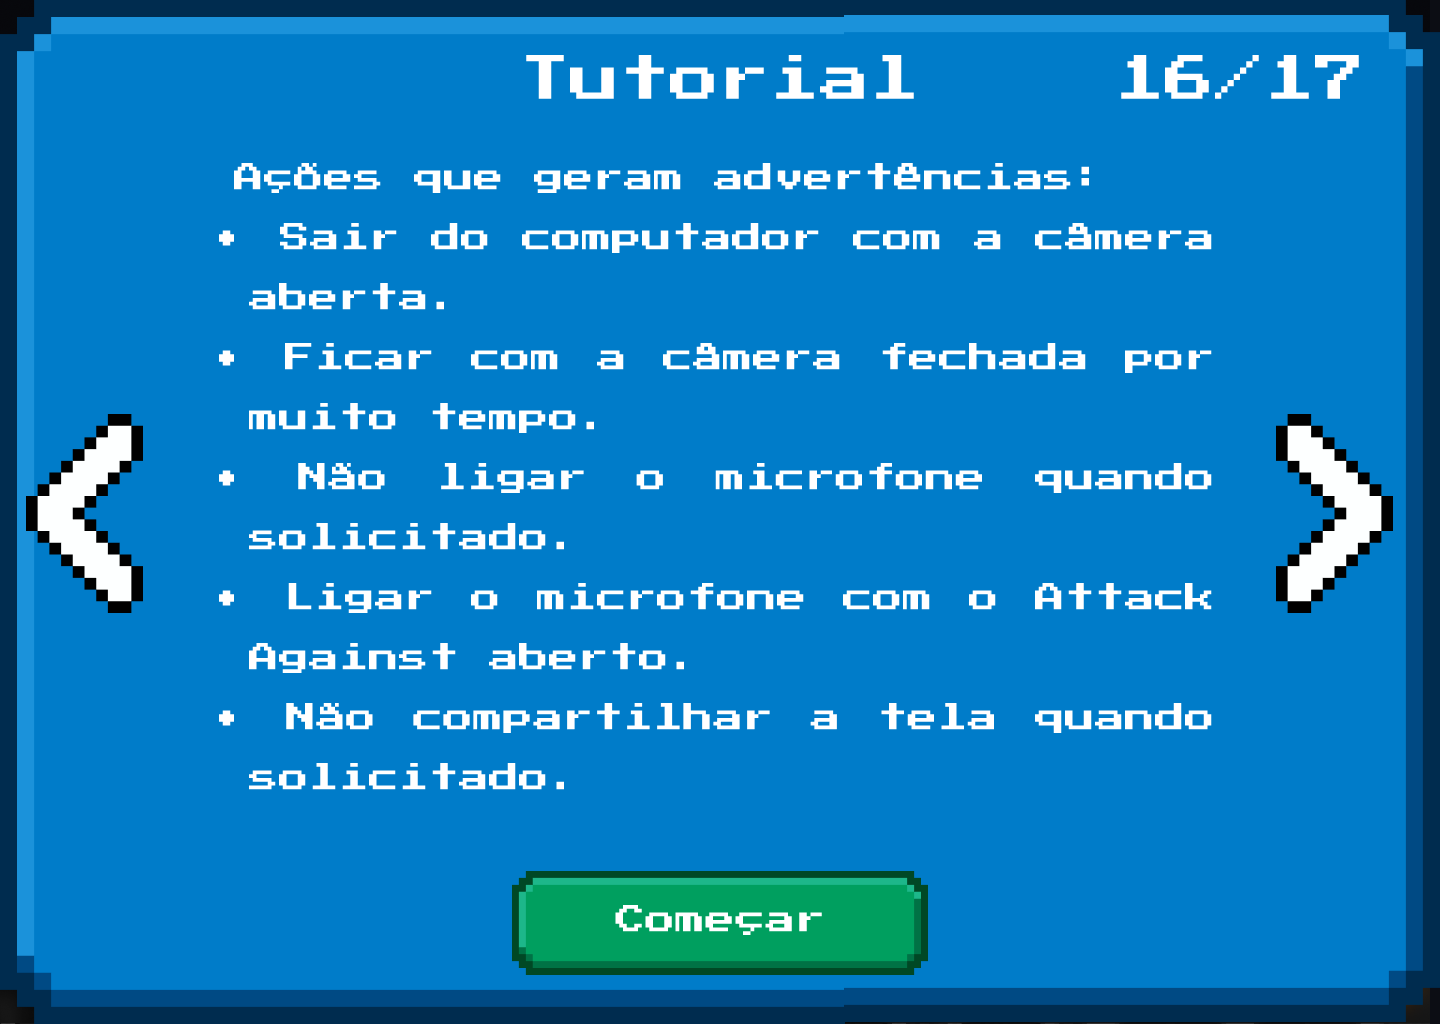 Tutorial 16/17
Ações que geram advertências:
• Sair do computador com a câmera
aberta.
• Ficar com a câmera fechada por
muito tempo.
• Não ligar o microfone quando
solicitado.
• Ligar o microfone com o Attack
Against aberto.
• Não compartilhar a tela quando
solicitado.
Começar